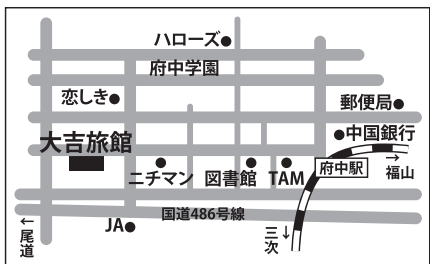 ハローズ
府中学園
恋しき
郵便局
中国銀行
大吉旅館
府中駅
→
福山
ニチマン
図書館
TAM
国道486号線
←尾道
JA
三次↓